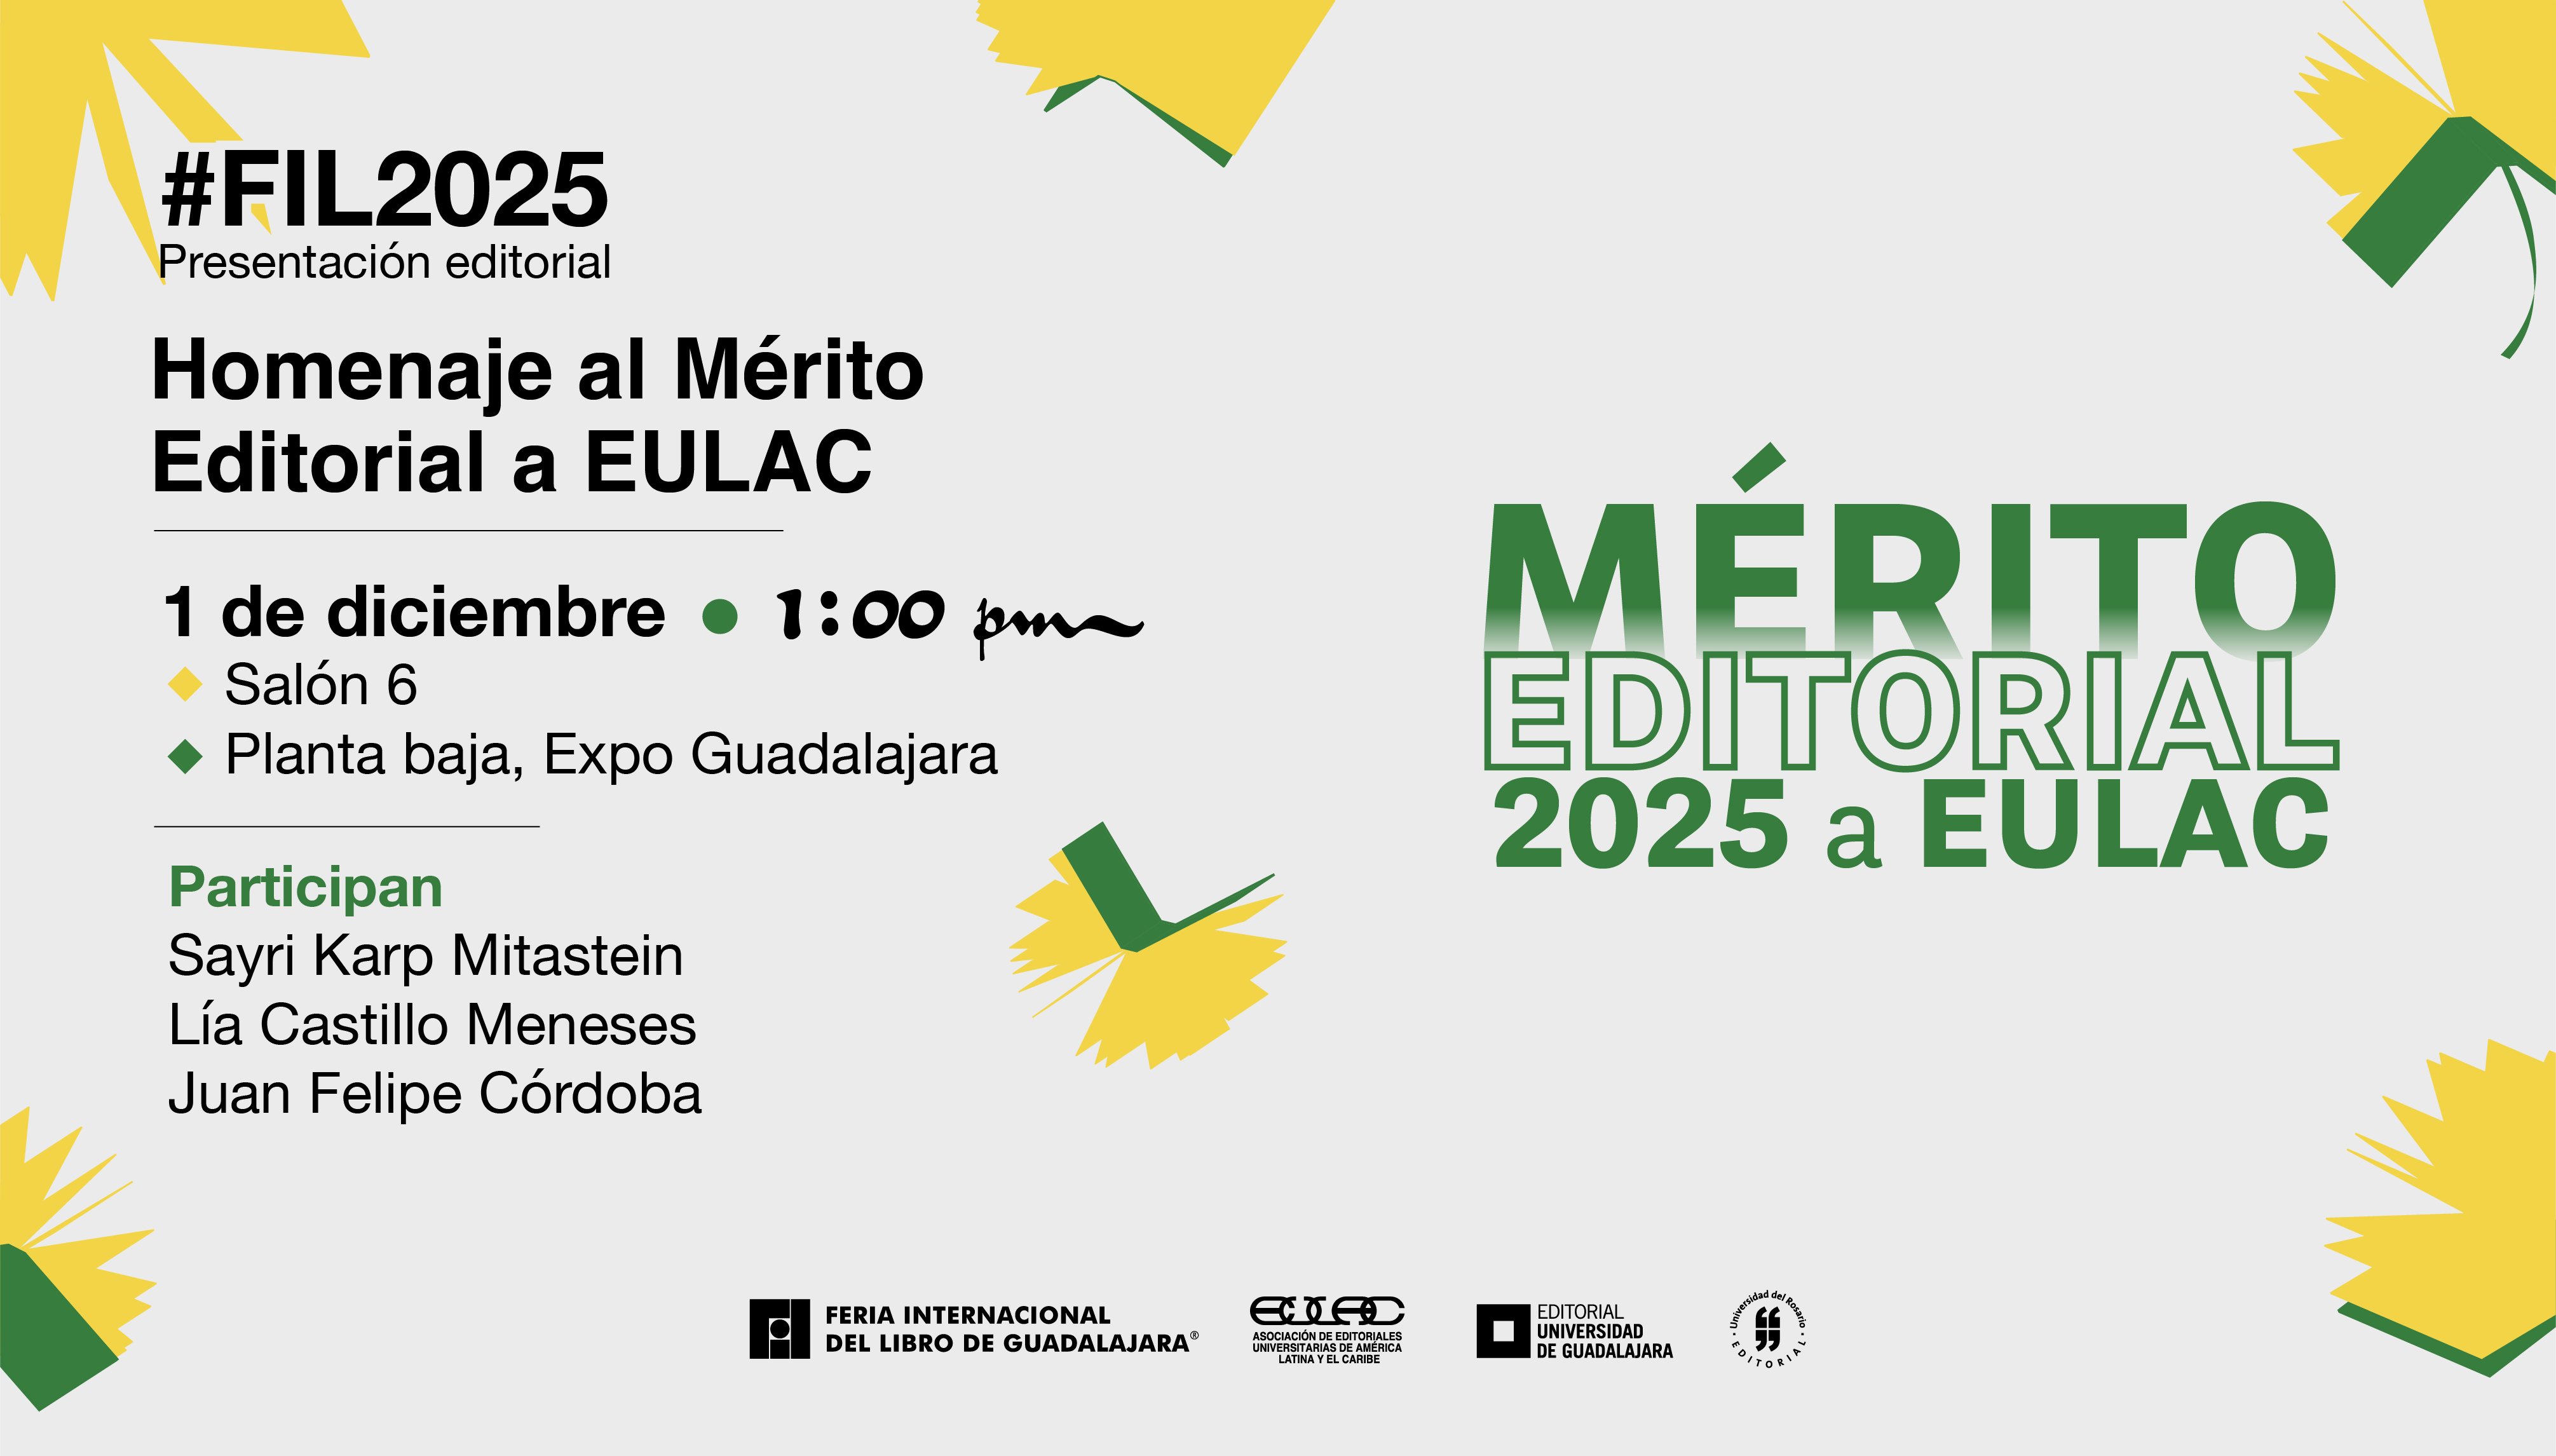 #FIL2025
Presentación editorial
Homenaje al Mérito
Editorial a EULAC
1 de diciembre • 1:00 pm
Salón 6
Planta baja, Expo Guadalajara
Participan
Sayri Karp Mitastein
Lía Castillo Meneses
Juan Felipe Córdoba
MÉRITO
EDITORIAL
2025 a EULAC
FERIA INTERNACIONAL
DEL LIBRO DE GUADALAJARA®
EULAC
ASOCIACIÓN DE EDITORIALES
UNIVERSITARIAS DE AMÉRICA
LATINA Y EL CARIBE
EDITORIAL
UNIVERSIDAD
DE GUADALAJARA
Universidad del Rosario
EDITORIAL